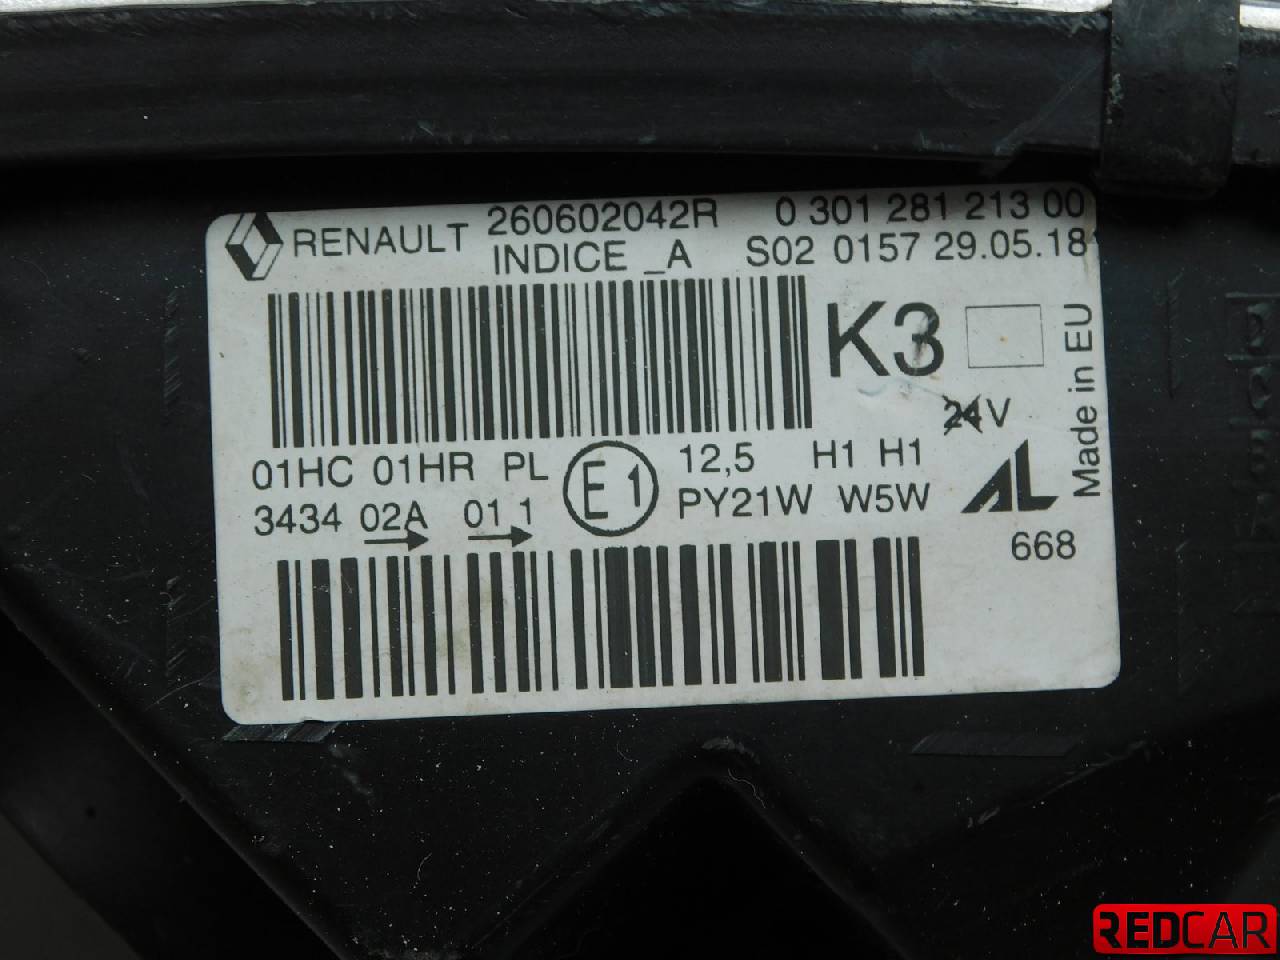 RENAULT 260602042R 0 301 281 213 00
INDICE _A S02 0157 29.05.18
K3
24V
Made in EU
01HC 01HR PL E1 12,5 H1 H1
3434 02A 01 1 PY21W W5W AL
668
REDCAR